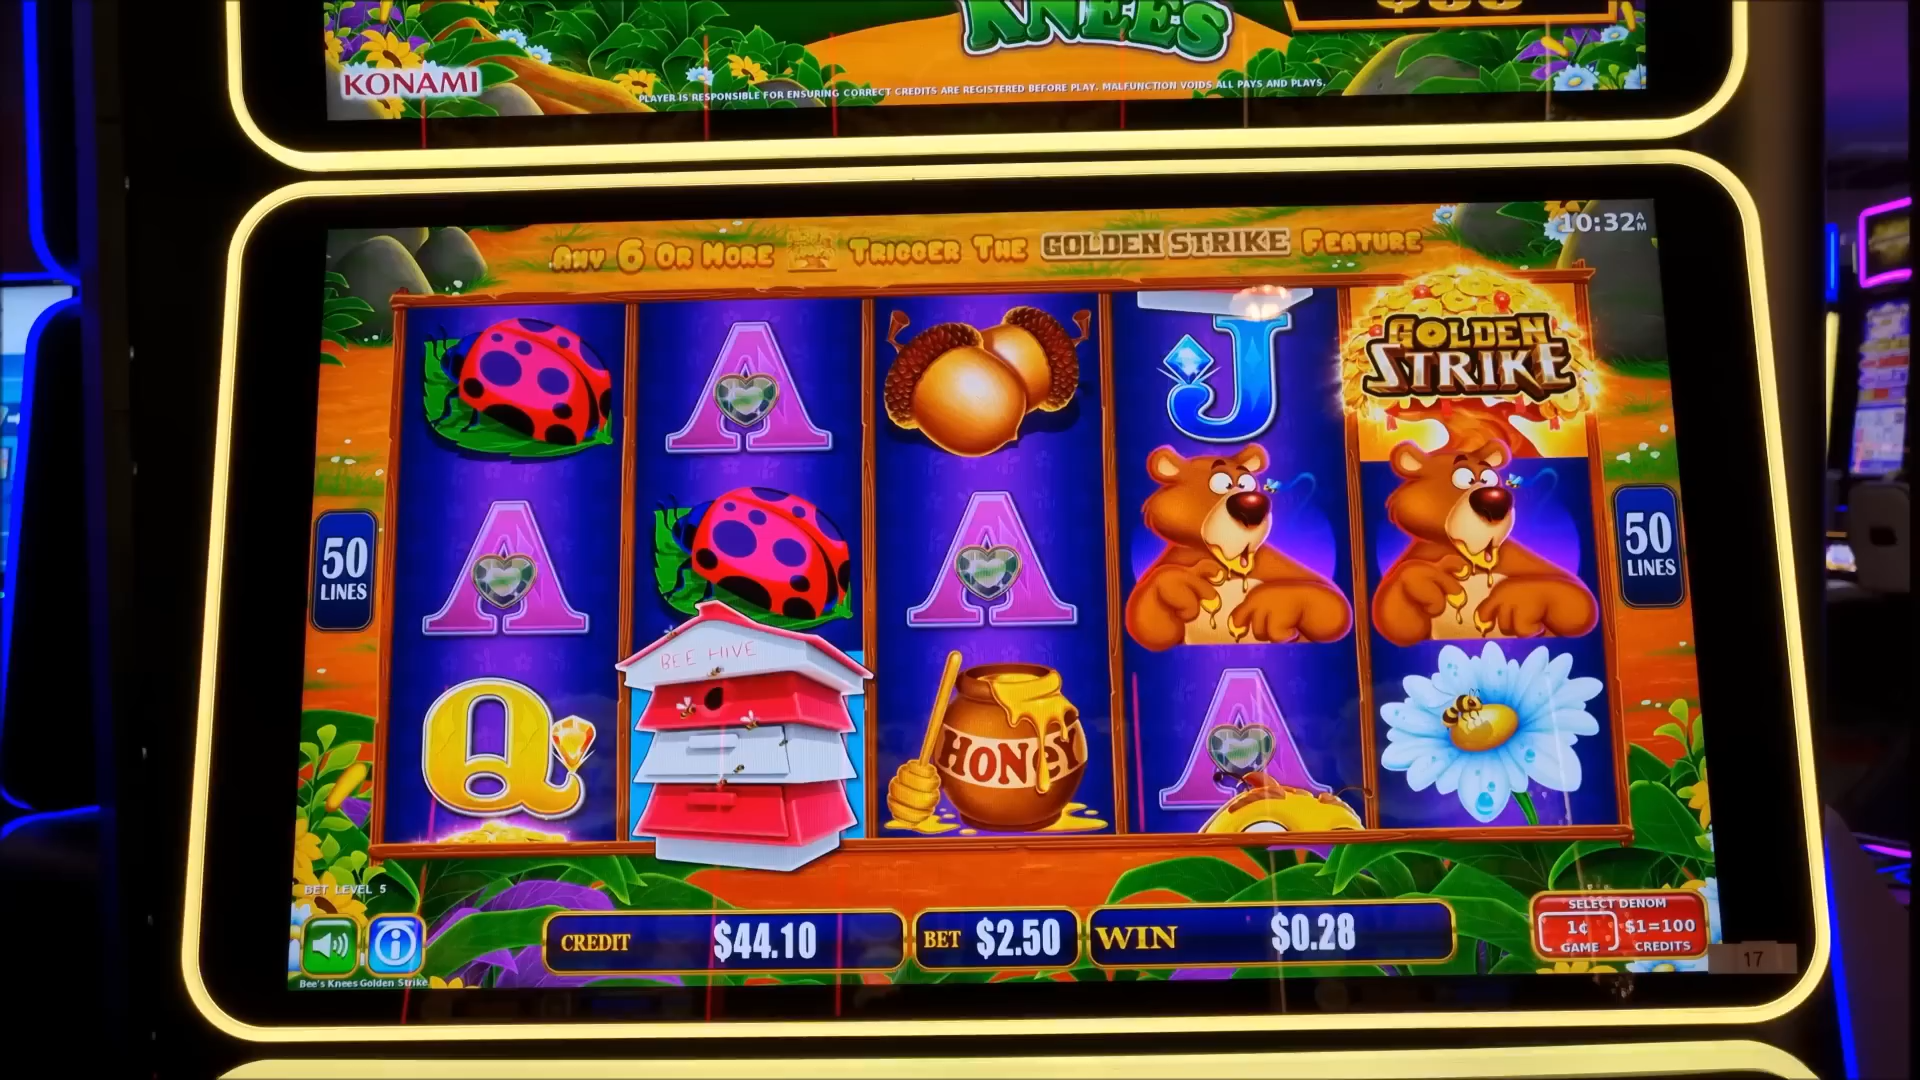 KNEES
KONAMI
PLAYER IS RESPONSIBLE FOR ENSURING CORRECT CREDITS ARE REGISTERED BEFORE PLAY. MALFUNCTION VOIDS ALL PAYS AND PLAYS.
10:32 AM
ANY 6 OR MORE TRIGGER THE GOLDEN STRIKE FEATURE
A
J
GOLDEN
STRIKE
50
LINES
A
A
50
LINES
BEE HIVE
Q
HONEY
A
BET LEVEL 5
CREDIT $44.10
BET $2.50
WIN $0.28
SELECT DENOM
1¢
GAME
$1=100
CREDITS
17
Bee's Knees Golden Strike